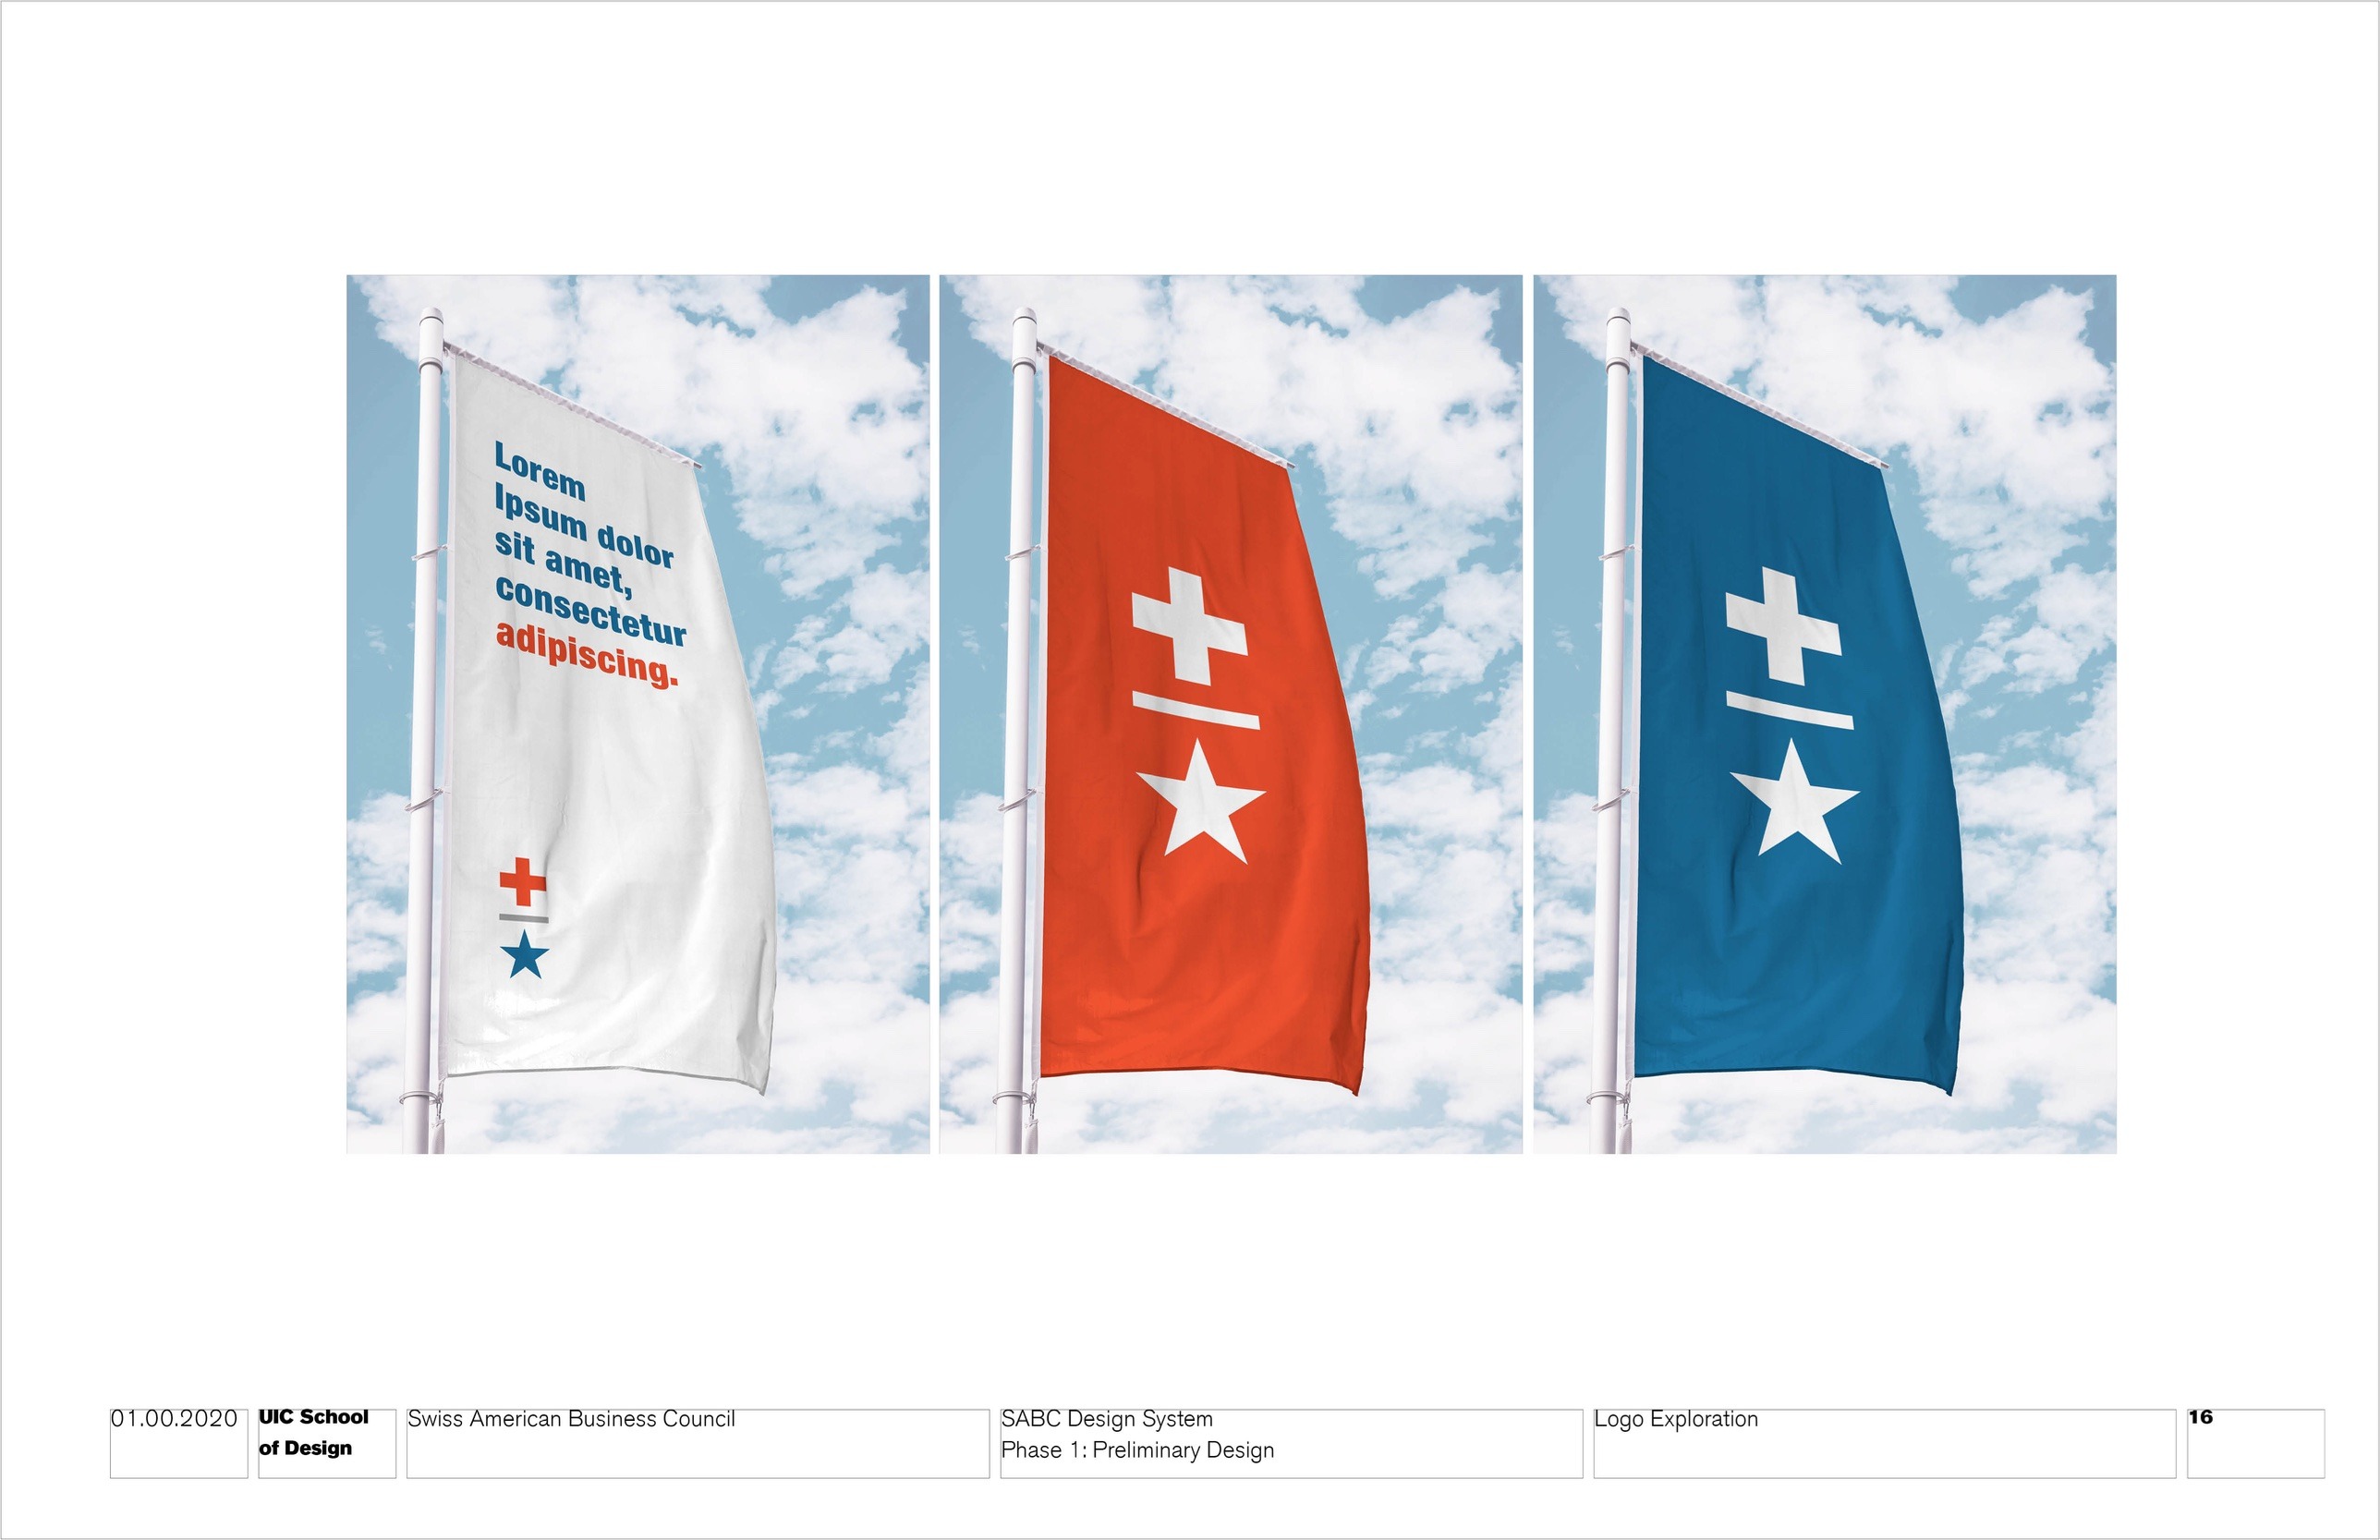 Lorem
Ipsum dolor
sit amet,
consectetur
adipiscing.
01.00.2020
UIC School
of Design
Swiss American Business Council
SABC Design System
Phase 1: Preliminary Design
Logo Exploration
16